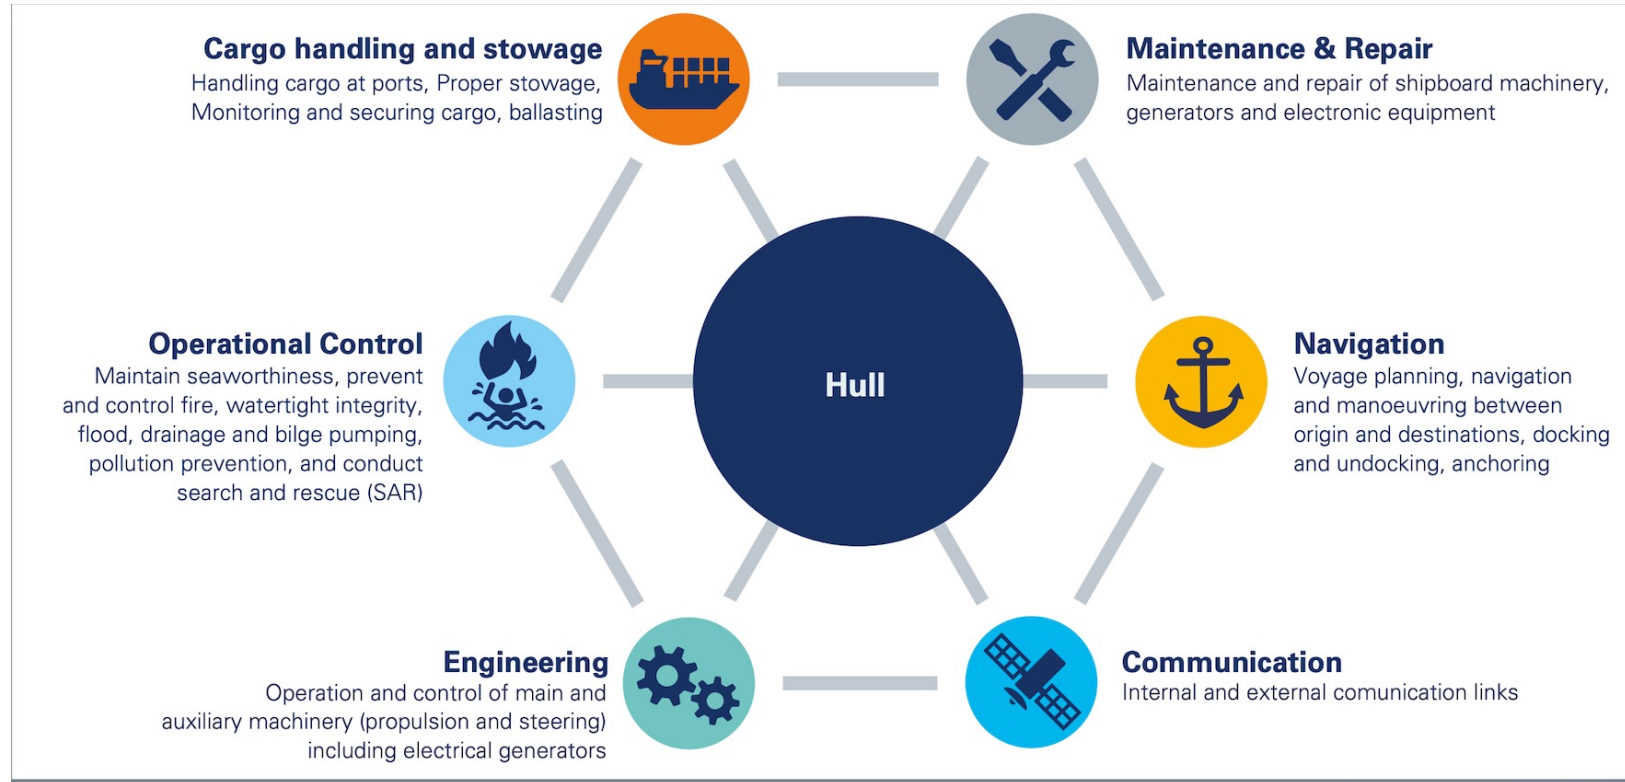 Cargo handling and stowage
Handling cargo at ports, Proper stowage,
Monitoring and securing cargo, ballasting
Maintenance & Repair
Maintenance and repair of shipboard machinery,
generators and electronic equipment
Operational Control
Maintain seaworthiness, prevent
and control fire, watertight integrity,
flood, drainage and bilge pumping,
pollution prevention, and conduct
search and rescue (SAR)
Hull
Navigation
Voyage planning, navigation
and manoeuvring between
origin and destinations, docking
and undocking, anchoring
Engineering
Operation and control of main and
auxiliary machinery (propulsion and steering)
including electrical generators
Communication
Internal and external comunication links